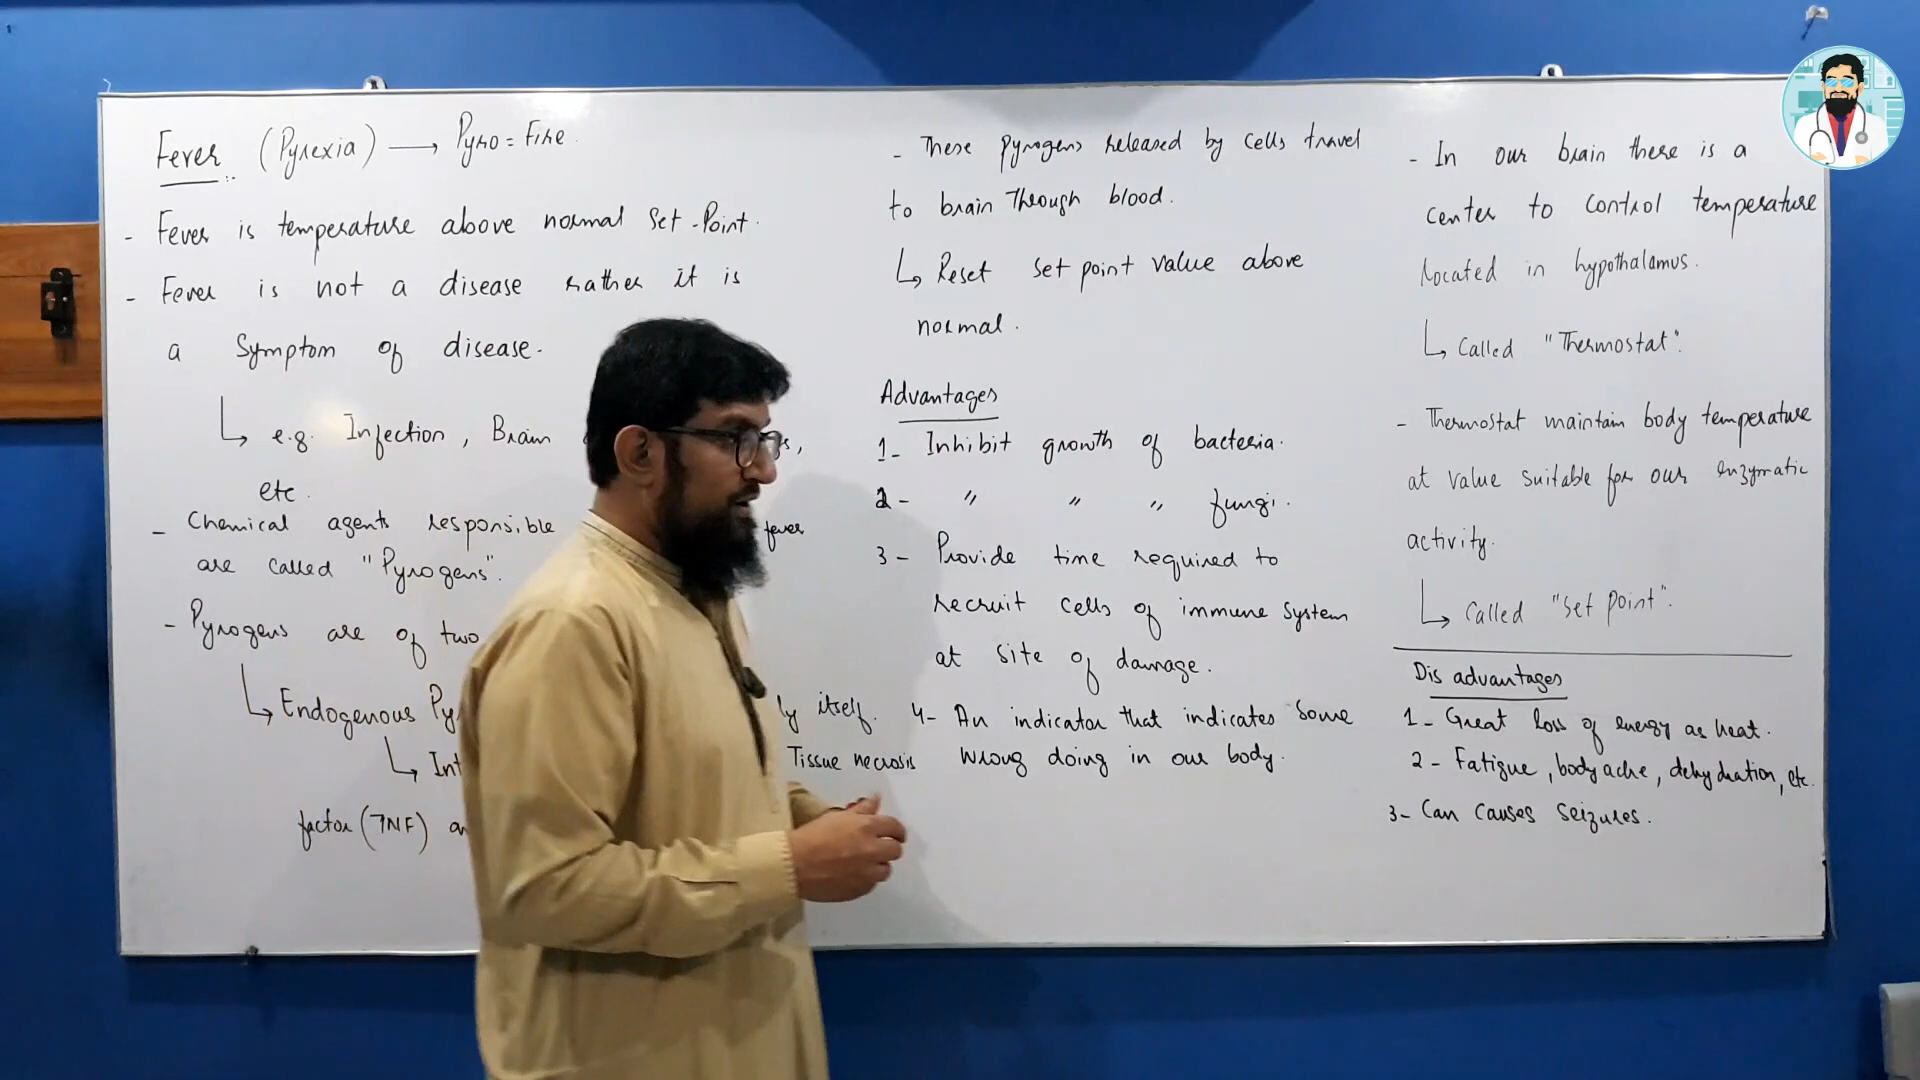 Fever (Pyrexia) → Pyro = Fire.
- Fever is temperature above normal Set-Point.
- Fever is not a disease rather it is
a Symptom of disease.
↳ e.g. Infection, Brain
etc.
- Chemical agents responsible fever
are called "Pyrogens".
- Pyrogens are of two
↳ Endogenous itself.
↳ Tissue necrosis
factor (TNF)
- These pyrogens released by cells travel
to brain Through blood.
↳ Reset set point value above
normal.
Advantages
1- Inhibit growth of bacteria.
2- " " " fungi.
3- Provide time required to
recruit cells of immune system
at site of damage.
4- An indicator that indicates some
wrong doing in our body.
- In our brain there is a
center to control temperature
located in hypothalamus.
↳ Called "Thermostat".
- Thermostat maintain body temperature
at value suitable for our enzymatic
activity.
↳ Called "set point".
Dis advantages
1- Great loss of energy as heat.
2- Fatigue, bodyache, dehydration, etc.
3- Can causes seizures.